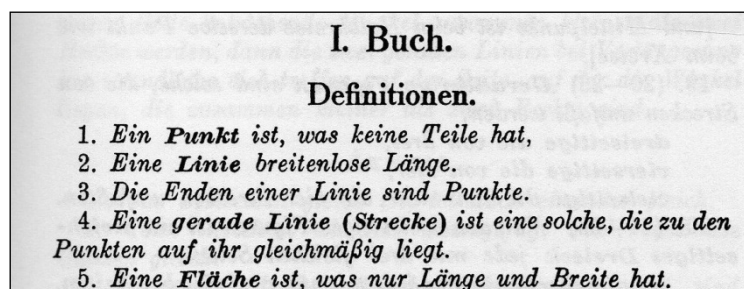 I. Buch.
Definitionen.
1. Ein Punkt ist, was keine Teile hat,
2. Eine Linie breitenlose Länge.
3. Die Enden einer Linie sind Punkte.
4. Eine gerade Linie (Strecke) ist eine solche, die zu den
Punkten auf ihr gleichmäßig liegt.
5. Eine Fläche ist, was nur Länge und Breite hat.